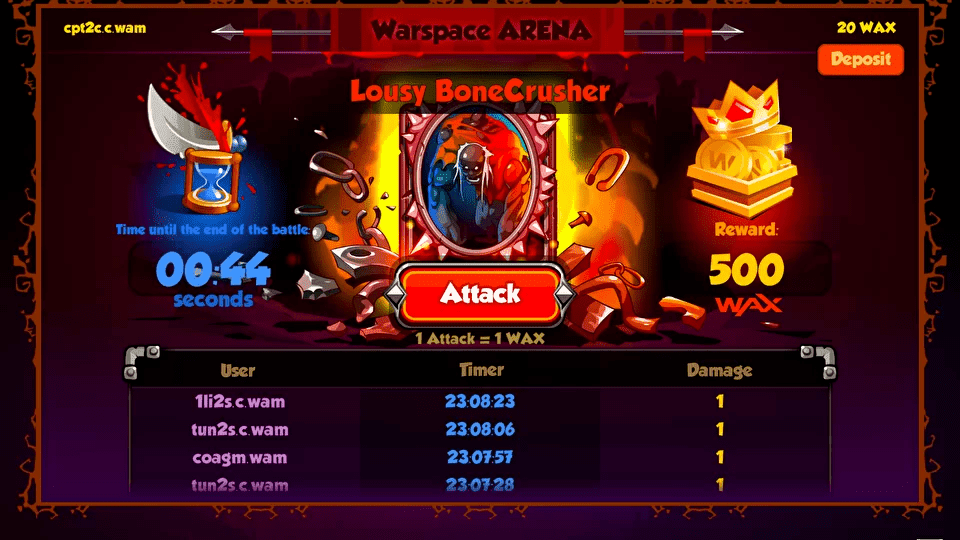 cpt2c.c.wam
Warspace ARENA
20 WAX
Deposit
Lousy BoneCrusher
Time until the end of the battle:
00:44
seconds
Reward:
500
WAX
Attack
1 Attack = 1 WAX
User Timer Damage
1li2s.c.wam 23:08:23 1
tun2s.c.wam 23:08:06 1
coagm.wam 23:07:57 1
tun2s.c.wam 23:07:28 1